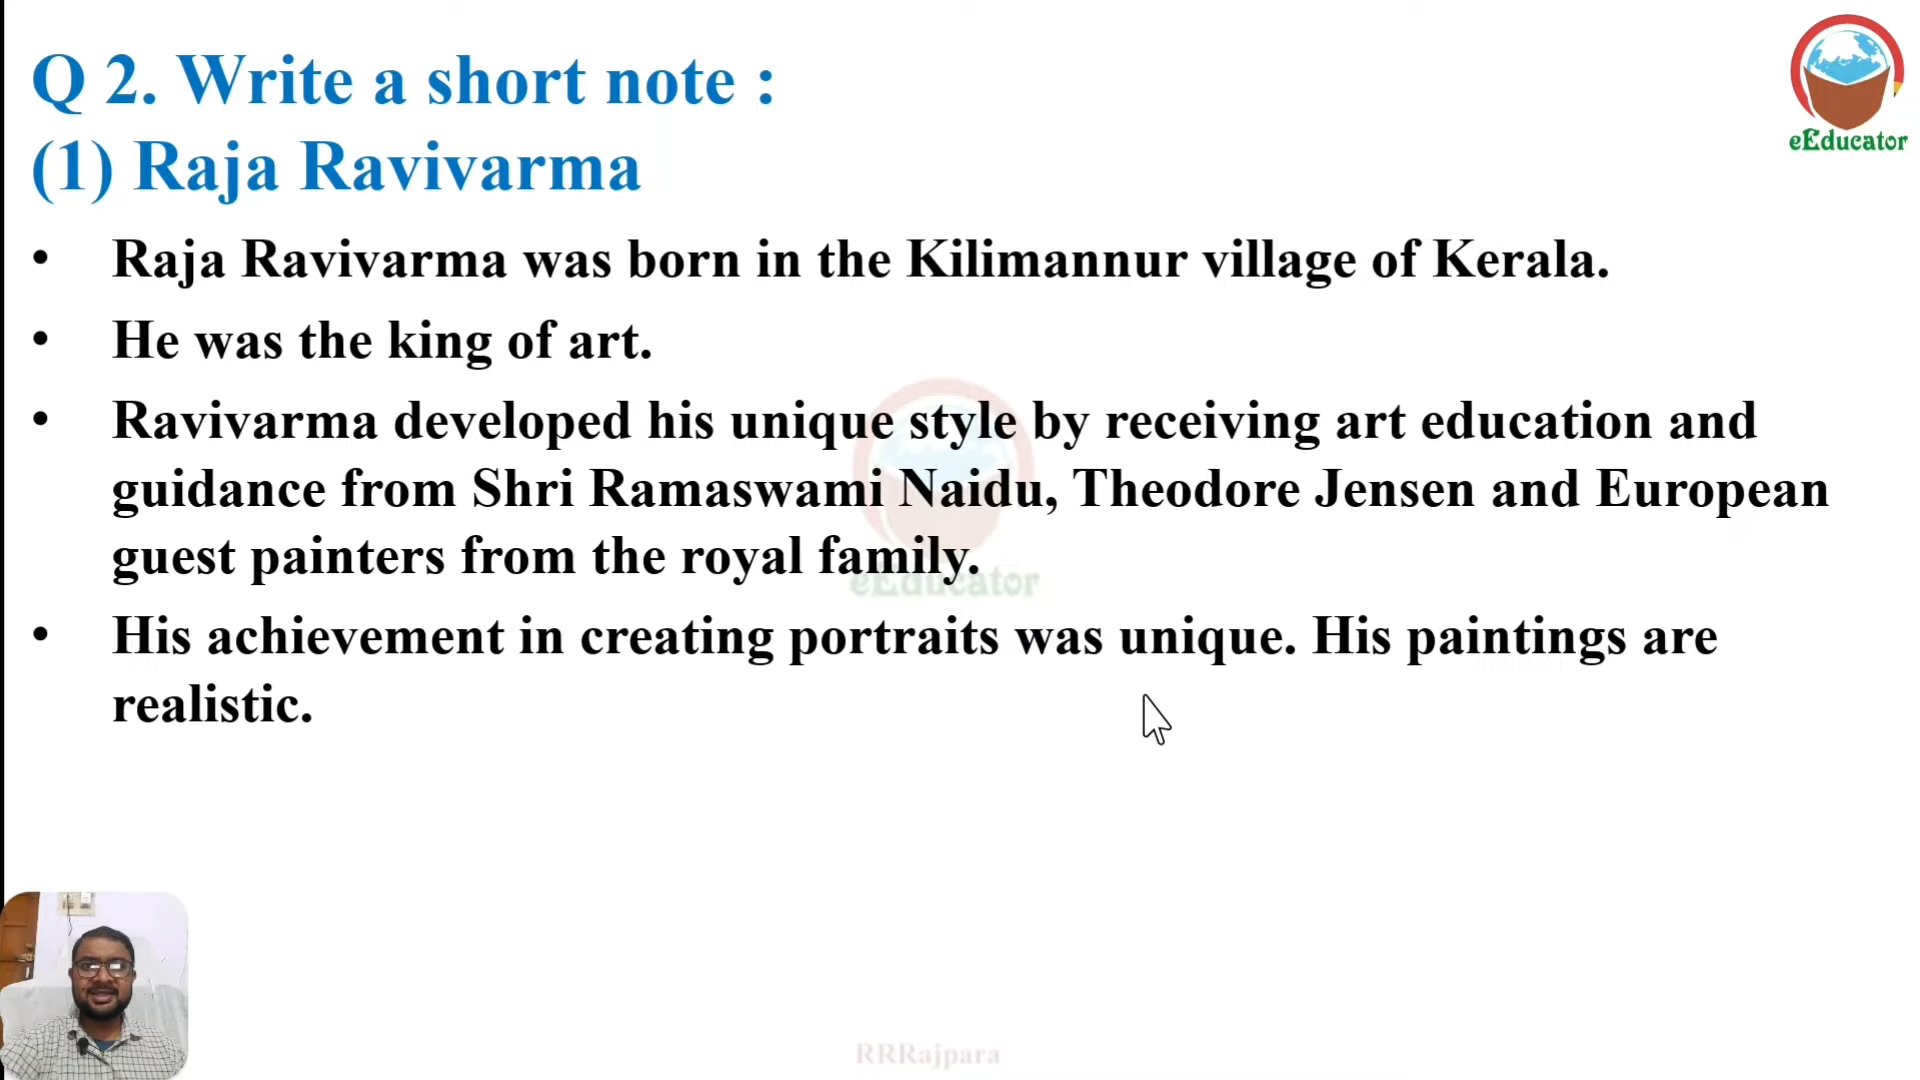 Q 2. Write a short note :
(1) Raja Ravivarma
eEducator
• Raja Ravivarma was born in the Kilimannur village of Kerala.
• He was the king of art.
• Ravivarma developed his unique style by receiving art education and
guidance from Shri Ramaswami Naidu, Theodore Jensen and European
guest painters from the royal family.
eEducator
• His achievement in creating portraits was unique. His paintings are
realistic.
RRRajpara